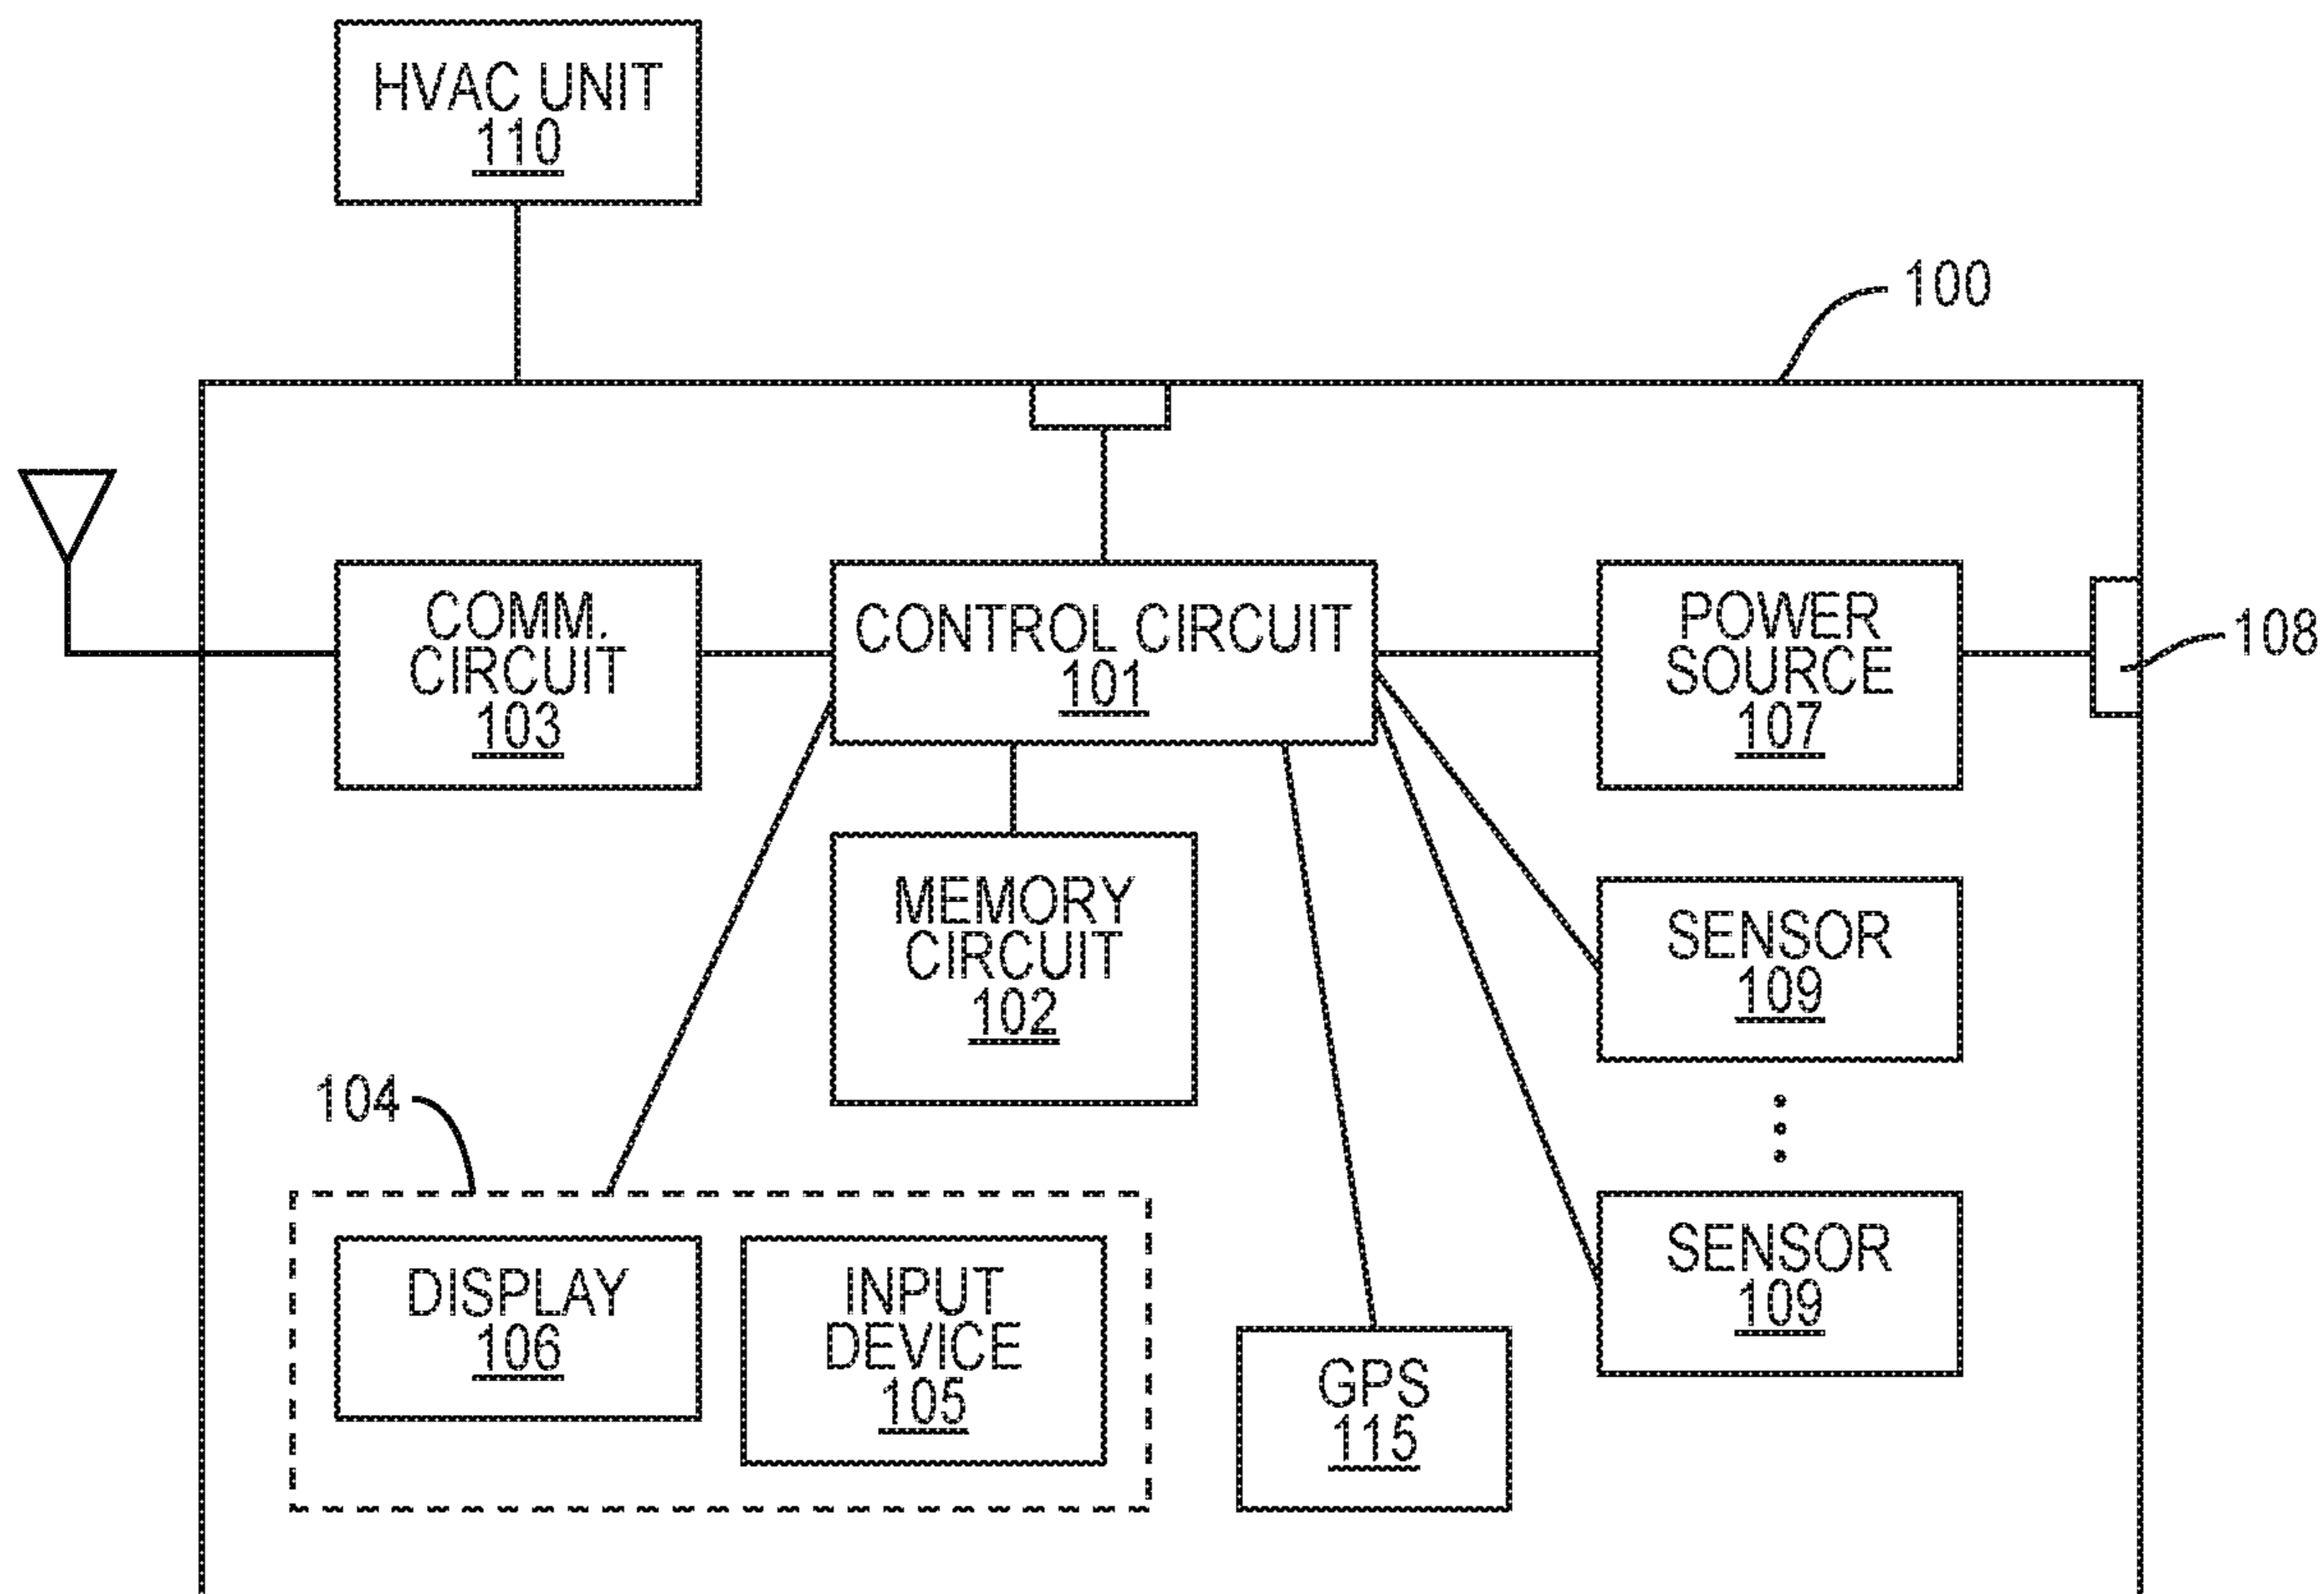 HVAC UNIT
110
100
COMM.
CIRCUIT
103
CONTROL CIRCUIT
101
POWER
SOURCE
107
108
MEMORY
CIRCUIT
102
SENSOR
109
104
SENSOR
109
DISPLAY
106
INPUT
DEVICE
105
GPS
115